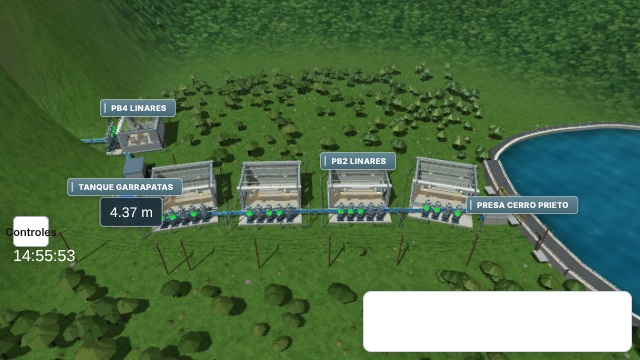 PB4 LINARES
PB2 LINARES
TANQUE GARRAPATAS
4.37 m
PRESA CERRO PRIETO
Controles
14:55:53